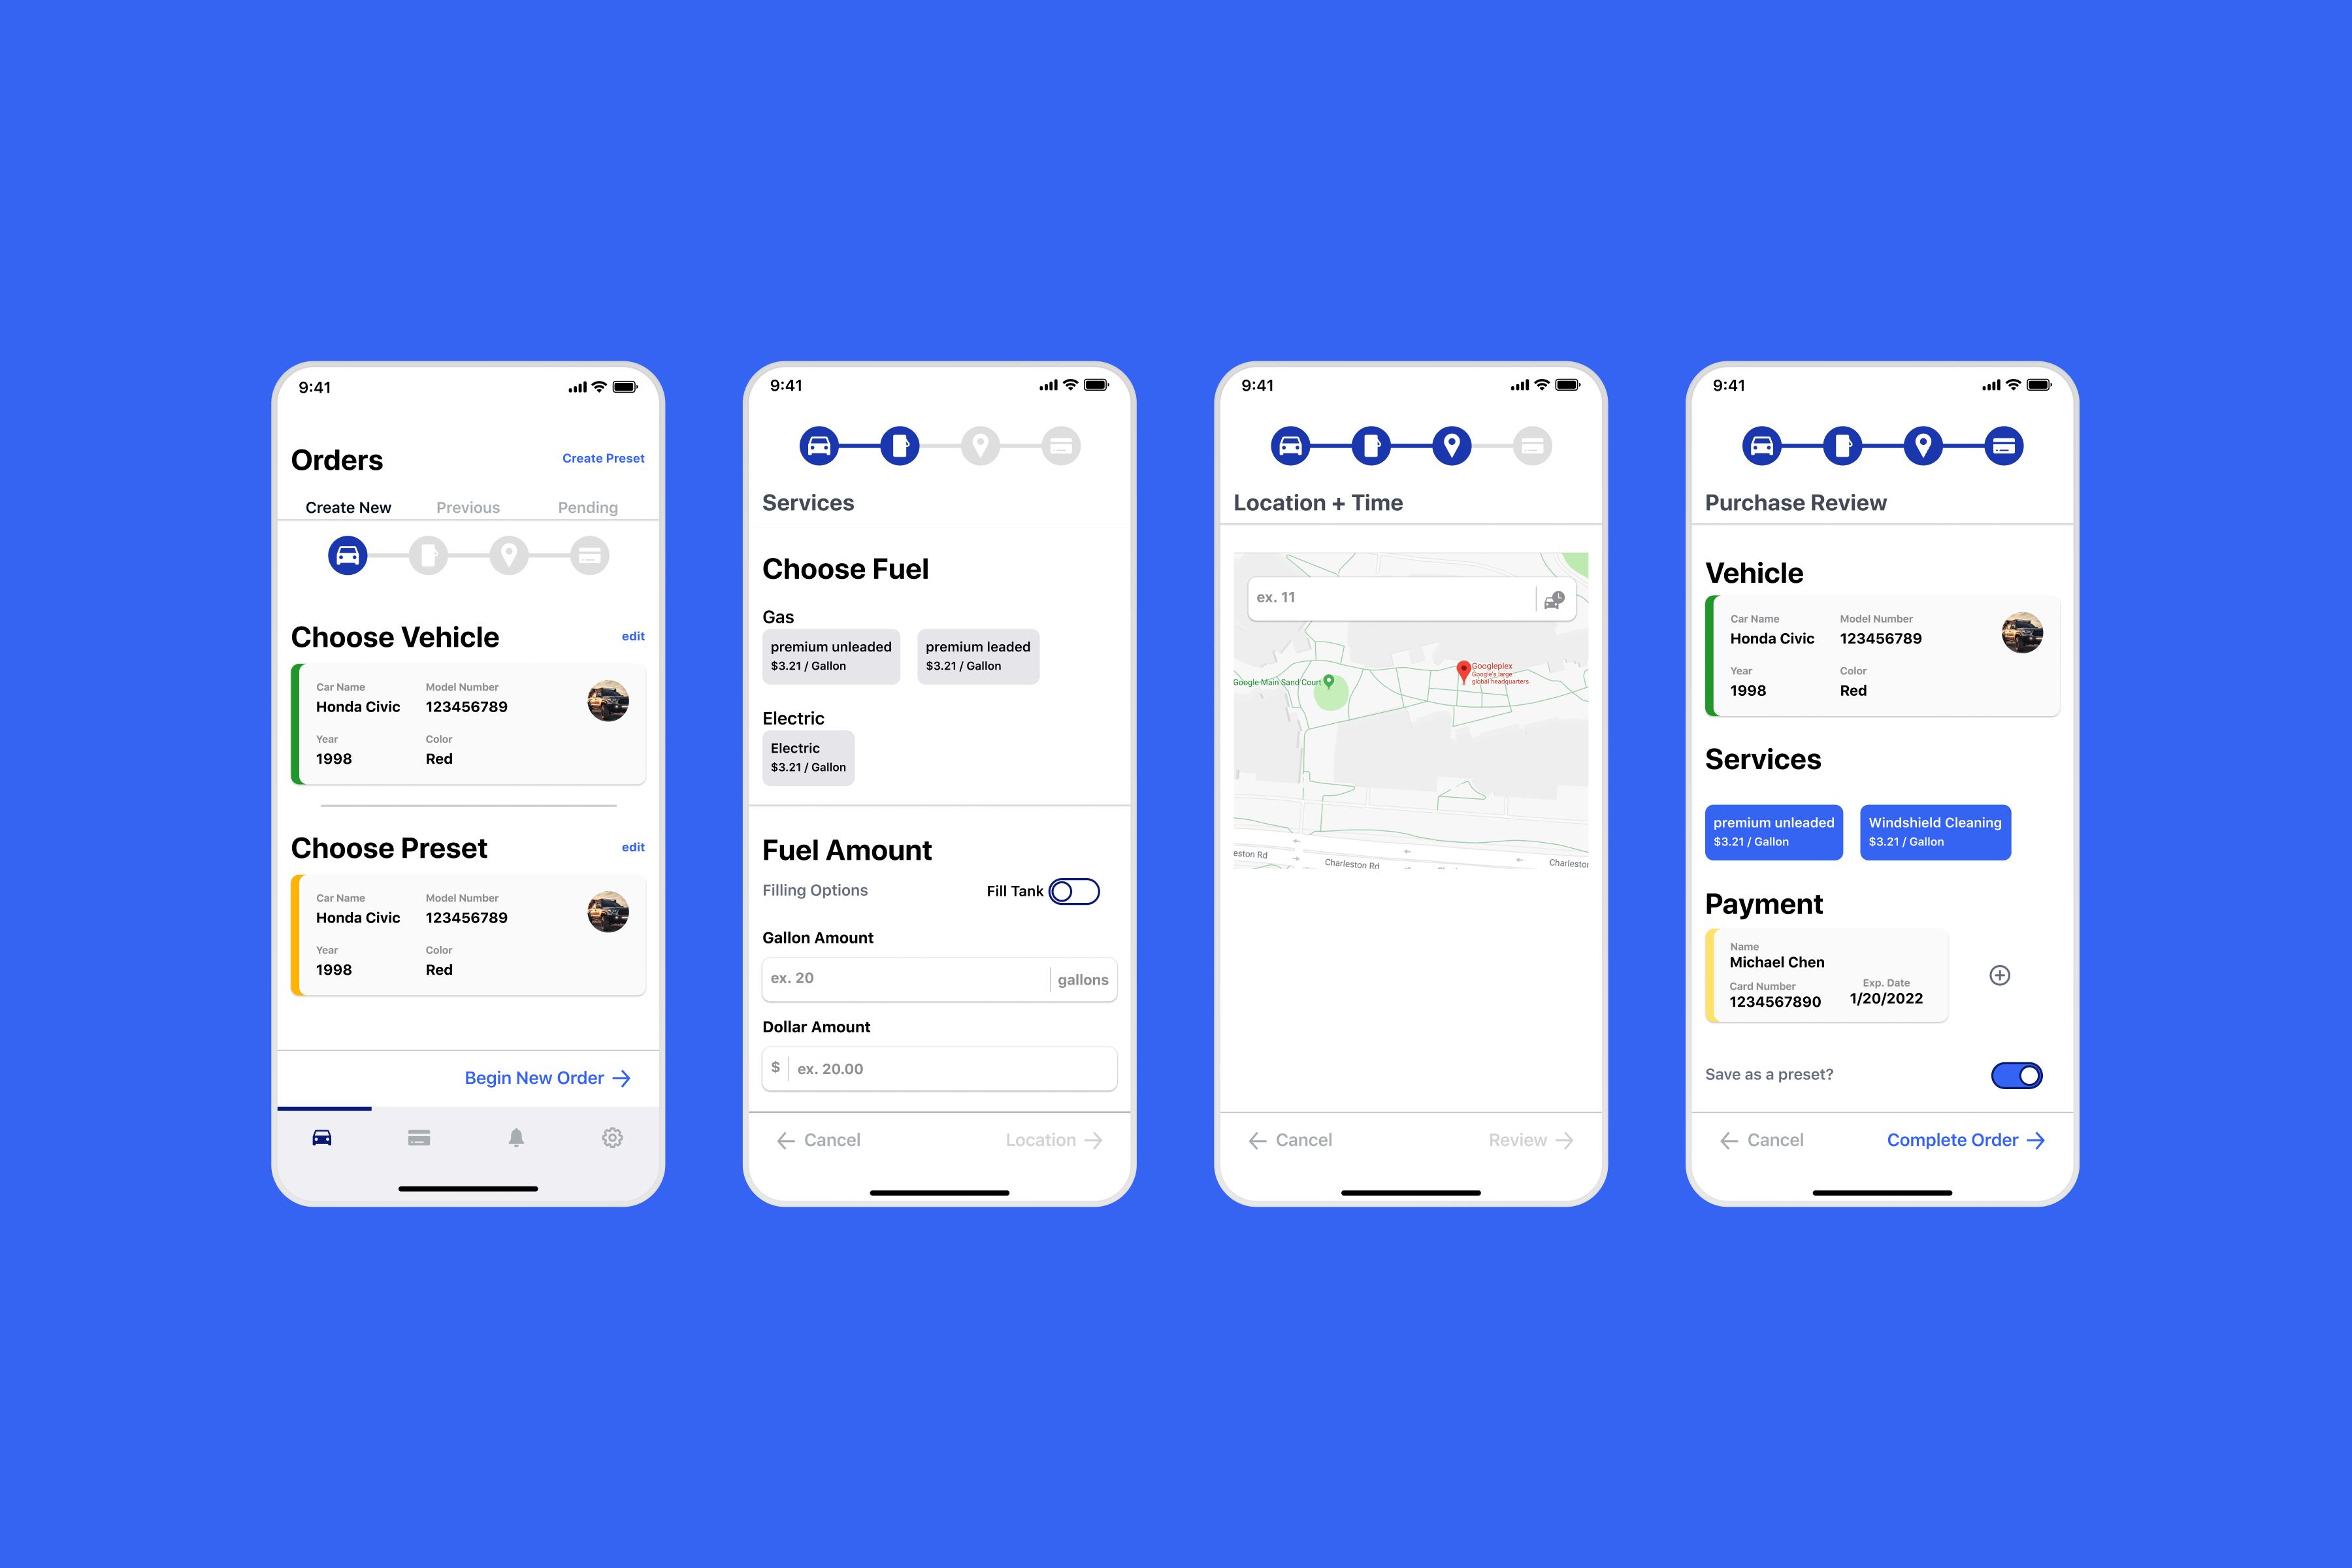 9:41
Orders
Create Preset
Create New Previous Pending
Choose Vehicle
edit
Car Name Model Number
Honda Civic 123456789
Year Color
1998 Red
Choose Preset
edit
Car Name Model Number
Honda Civic 123456789
Year Color
1998 Red
Begin New Order
9:41
Services
Choose Fuel
Gas
premium unleaded
$3.21 / Gallon
premium leaded
$3.21 / Gallon
Electric
Electric
$3.21 / Gallon
Fuel Amount
Filling Options
Fill Tank
Gallon Amount
ex. 20
gallons
Dollar Amount
$
ex. 20.00
Cancel
Location
9:41
Location + Time
ex. 11
Googleplex
Google's large
global headquarters
Google Main Sand Court
eston Rd
Charleston Rd
Charlestor
Cancel
Review
9:41
Purchase Review
Vehicle
Car Name Model Number
Honda Civic 123456789
Year Color
1998 Red
Services
premium unleaded
$3.21 / Gallon
Windshield Cleaning
$3.21 / Gallon
Payment
Name
Michael Chen
Card Number
1234567890
Exp. Date
1/20/2022
Save as a preset?
Cancel
Complete Order